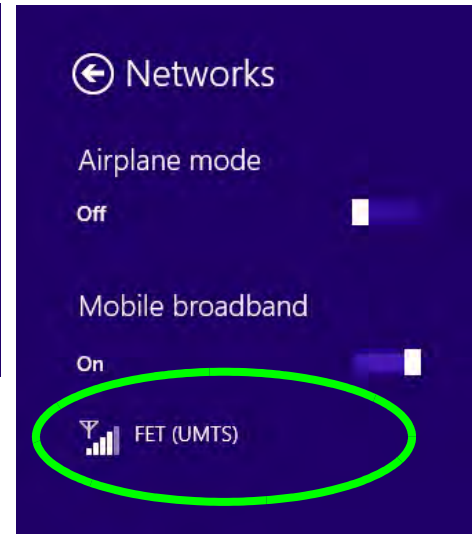 Networks
Airplane mode
Off
Mobile broadband
On
FET (UMTS)